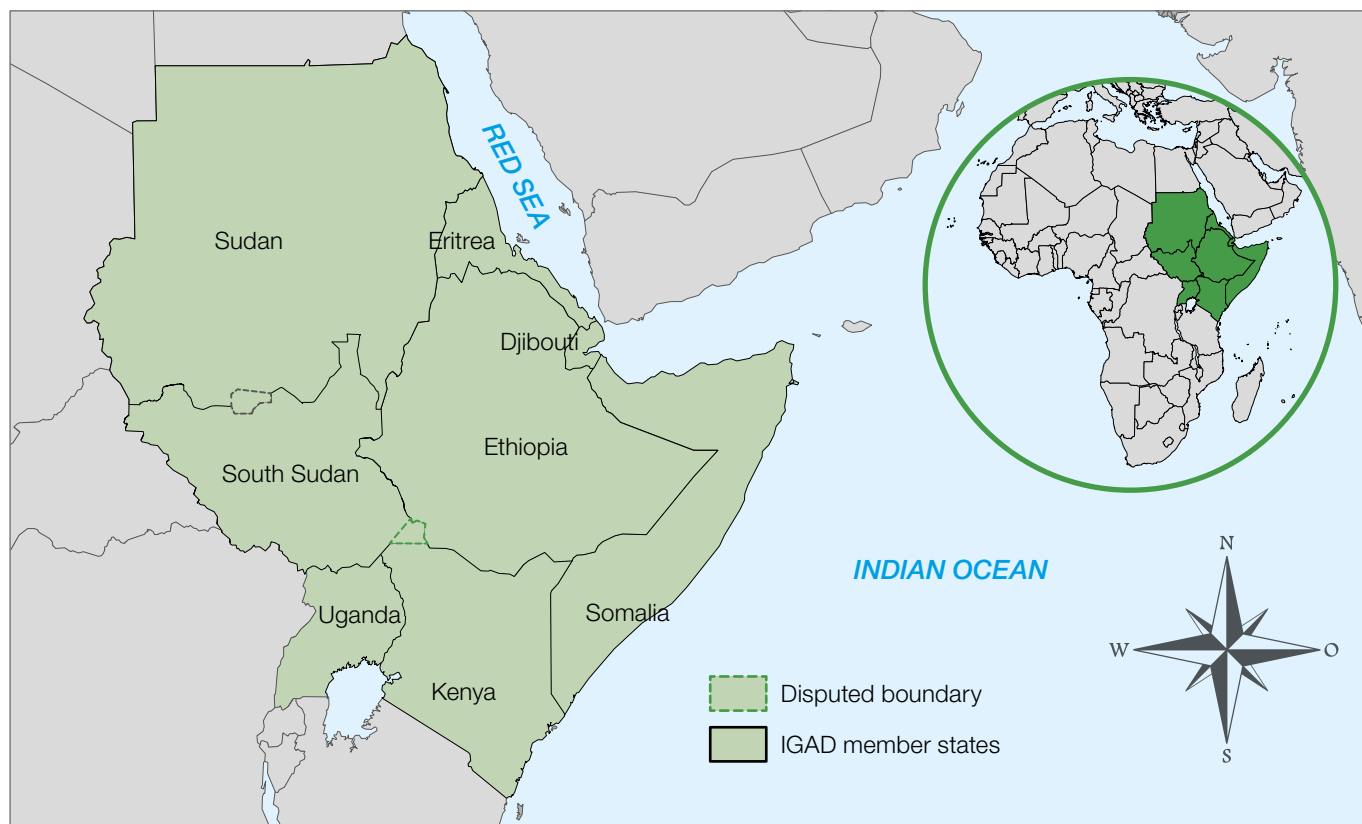 RED SEA
Sudan
Eritrea
Djibouti
Ethiopia
South Sudan
INDIAN OCEAN
Uganda
Somalia
Kenya
Disputed boundary
IGAD member states
N
W
O
S